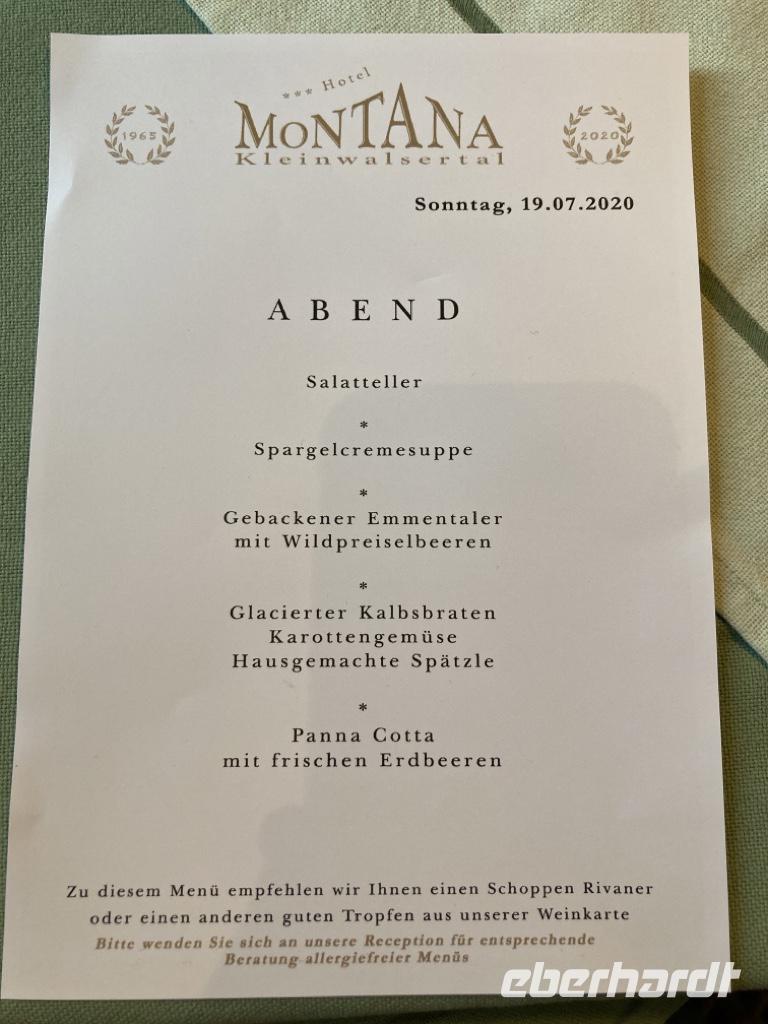 *** Hotel
MONTANA
Kleinwalsertal
1965
2020
Sonntag, 19.07.2020
ABEND
Salatteller
*
Spargelcremesuppe
*
Gebackener Emmentaler
mit Wildpreiselbeeren
*
Glacierter Kalbsbraten
Karottengemüse
Hausgemachte Spätzle
*
Panna Cotta
mit frischen Erdbeeren
Zu diesem Menü empfehlen wir Ihnen einen Schoppen Rivaner
oder einen anderen guten Tropfen aus unserer Weinkarte
Bitte wenden Sie sich an unsere Reception für entsprechende
Beratung allergiefreier Menüs
eberhardt